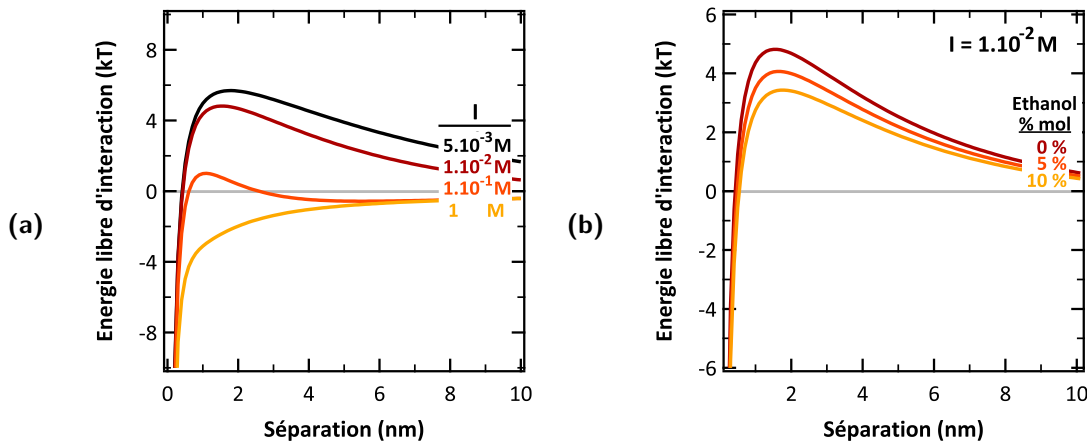 (a)
Energie libre d'interaction (kT)
8
4
0
-4
-8
I
5.10⁻³M
1.10⁻²M
1.10⁻¹M
1 M
0 2 4 6 8 10
Séparation (nm)
(b)
Energie libre d'interaction (kT)
6
4
2
0
-2
-4
-6
I = 1.10⁻²M
Ethanol
% mol
0 %
5 %
10 %
2 4 6 8 10
Séparation (nm)